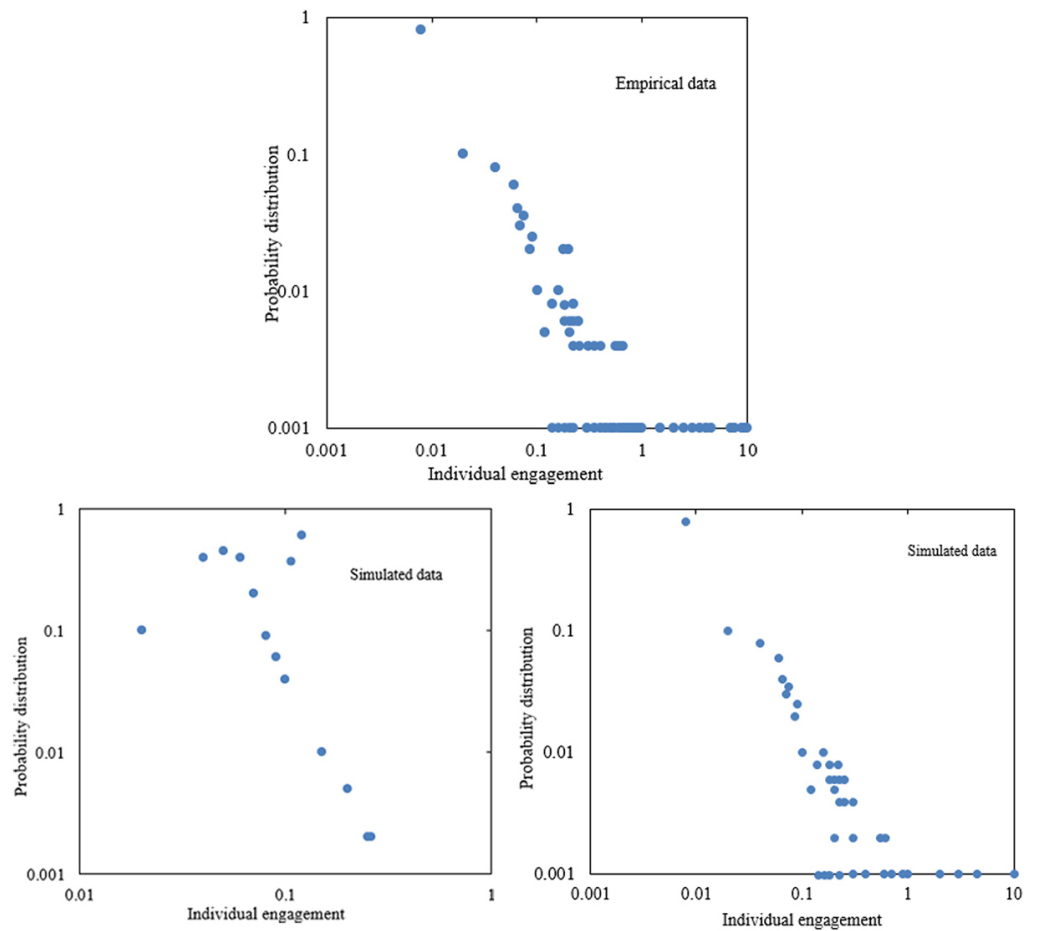 1
Empirical data
0.1
Probability distribution
0.01
0.001
0.001 0.01 0.1 1 10
Individual engagement
1
Simulated data
0.1
Probability distribution
0.01
0.001
0.01 0.1 1
Individual engagement
1
Simulated data
0.1
Probability distribution
0.01
0.001
0.001 0.01 0.1 1 10
Individual engagement